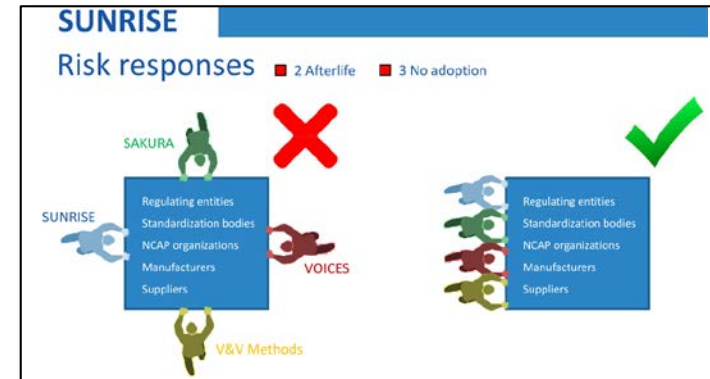 SUNRISE
Risk responses
2 Afterlife
3 No adoption
SAKURA
SUNRISE
VOICES
V&V Methods
Regulating entities
Standardization bodies
NCAP organizations
Manufacturers
Suppliers
Regulating entities
Standardization bodies
NCAP organizations
Manufacturers
Suppliers